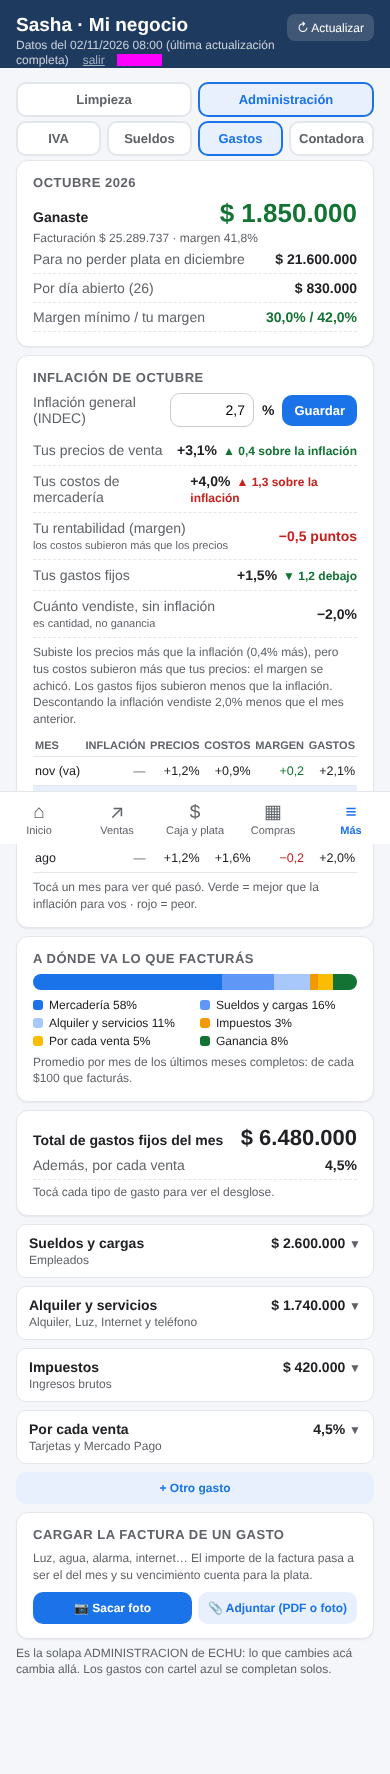 Sasha · Mi negocio
↻ Actualizar
Datos del 02/11/2026 08:00 (última actualización
completa) salir
Limpieza Administración
IVA Sueldos Gastos Contadora
OCTUBRE 2026
Ganaste $ 1.850.000
Facturación $ 25.289.737 · margen 41,8%
Para no perder plata en diciembre $ 21.600.000
Por día abierto (26) $ 830.000
Margen mínimo / tu margen 30,0% / 42,0%
INFLACIÓN DE OCTUBRE
Inflación general
(INDEC)
2,7 % Guardar
Tus precios de venta +3,1% ▲ 0,4 sobre la inflación
Tus costos de
mercadería
+4,0% ▲ 1,3 sobre la
inflación
Tu rentabilidad (margen)
los costos subieron más que los precios
−0,5 puntos
Tus gastos fijos +1,5% ▼ 1,2 debajo
Cuánto vendiste, sin inflación
es cantidad, no ganancia
−2,0%
Subiste los precios más que la inflación (0,4% más), pero
tus costos subieron más que tus precios: el margen se
achicó. Los gastos fijos subieron menos que la inflación.
Descontando la inflación vendiste 2,0% menos que el mes
anterior.
MES INFLACIÓN PRECIOS COSTOS MARGEN GASTOS
nov (va) — +1,2% +0,9% +0,2 +2,1%
Inicio Ventas Caja y plata Compras Más
ago — +1,2% +1,6% −0,2 +2,0%
Tocá un mes para ver qué pasó. Verde = mejor que la
inflación para vos · rojo = peor.
A DÓNDE VA LO QUE FACTURÁS
Mercadería 58% Sueldos y cargas 16%
Alquiler y servicios 11% Impuestos 3%
Por cada venta 5% Ganancia 8%
Promedio por mes de los últimos meses completos: de cada
$100 que facturás.
Total de gastos fijos del mes $ 6.480.000
Además, por cada venta 4,5%
Tocá cada tipo de gasto para ver el desglose.
Sueldos y cargas $ 2.600.000 ▼
Empleados
Alquiler y servicios $ 1.740.000 ▼
Alquiler, Luz, Internet y teléfono
Impuestos $ 420.000 ▼
Ingresos brutos
Por cada venta 4,5% ▼
Tarjetas y Mercado Pago
+ Otro gasto
CARGAR LA FACTURA DE UN GASTO
Luz, agua, alarma, internet… El importe de la factura pasa a
ser el del mes y su vencimiento cuenta para la plata.
📷 Sacar foto 📎 Adjuntar (PDF o foto)
Es la solapa ADMINISTRACION de ECHU: lo que cambies acá
cambia allá. Los gastos con cartel azul se completan solos.